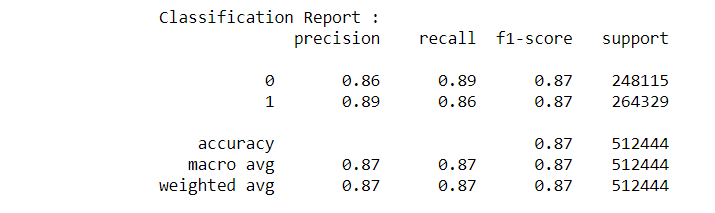 Classification Report :
precision recall f1-score support
0 0.86 0.89 0.87 248115
1 0.89 0.86 0.87 264329
accuracy 0.87 512444
macro avg 0.87 0.87 0.87 512444
weighted avg 0.87 0.87 0.87 512444